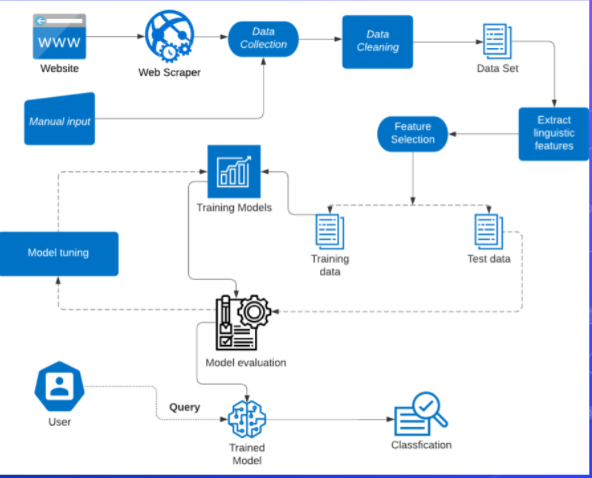 WWW
Website
Web Scraper
Data
Collection
Data
Cleaning
Data Set
Manual input
Extract
linguistic
features
Feature
Selection
Training Models
Training
data
Test data
Model tuning
Model evaluation
User
Query
Trained
Model
Classfication